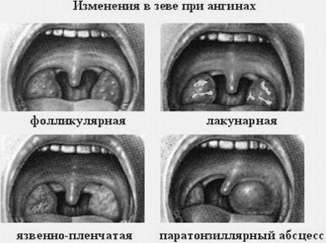 Изменения в зеве при ангинах
фолликулярная
лакунарная
язвенно-пленчатая
паратонзиллярный абсцесс